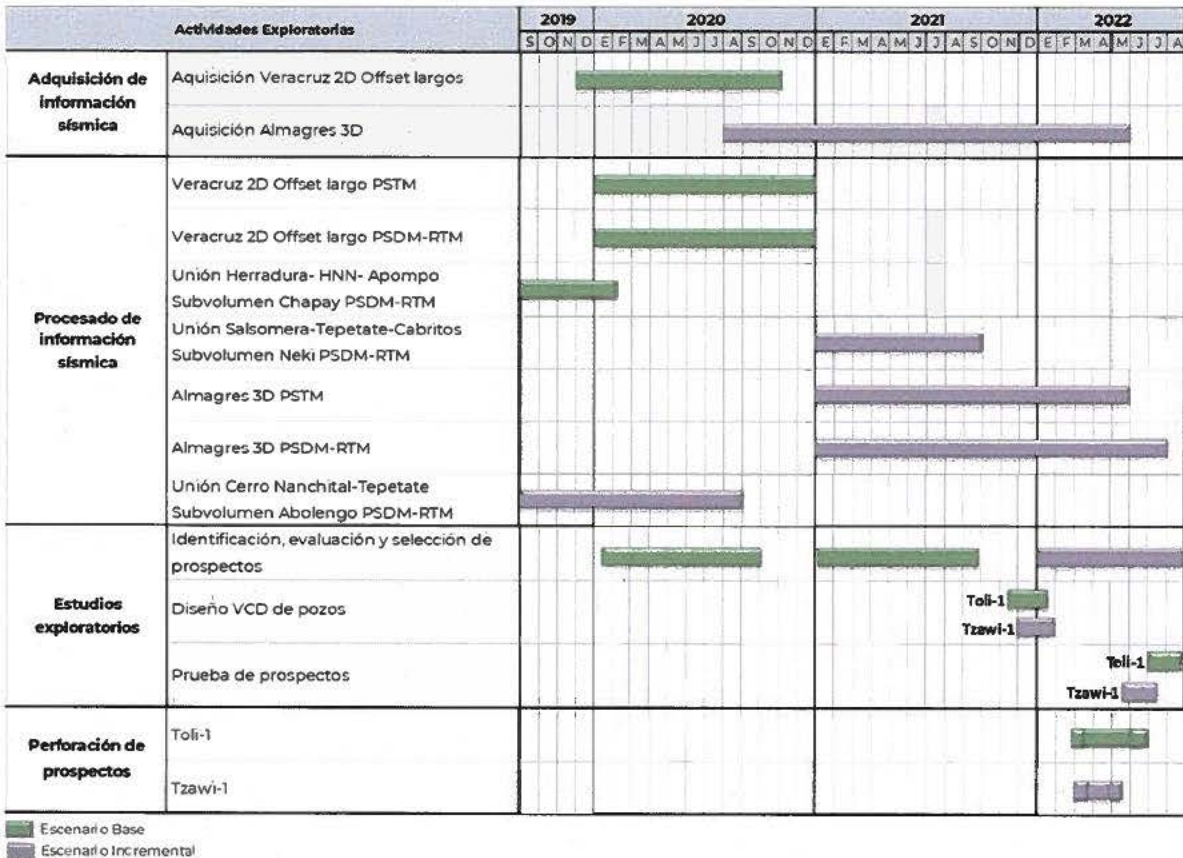 2019 2020 2021 2022
Actividades Exploratorias
S O N D E F M A M J J A S O N D E F M A M J J A S O N D E F M A M J J A
Adquisición de
información
sísmica
Aquisición Veracruz 2D Offset largos
Aquisición Almagres 3D
Procesado de
información
sísmica
Veracruz 2D Offset largo PSTM
Veracruz 2D Offset largo PSDM-RTM
Unión Herradura- HNN- Apompo
Subvolumen Chapay PSDM-RTM
Unión Salsomera-Tepetate-Cabritos
Subvolumen Neki PSDM-RTM
Almagres 3D PSTM
Almagres 3D PSDM-RTM
Unión Cerro Nanchital-Tepetate
Subvolumen Abolengo PSDM-RTM
Estudios
exploratorios
Identificación, evaluación y selección de
prospectos
Diseño VCD de pozos
Toli-1
Tzawi-1
Prueba de prospectos
Toli-1
Tzawi-1
Perforación de
prospectos
Toli-1
Tzawi-1
Escenario Base
Escenario Incremental